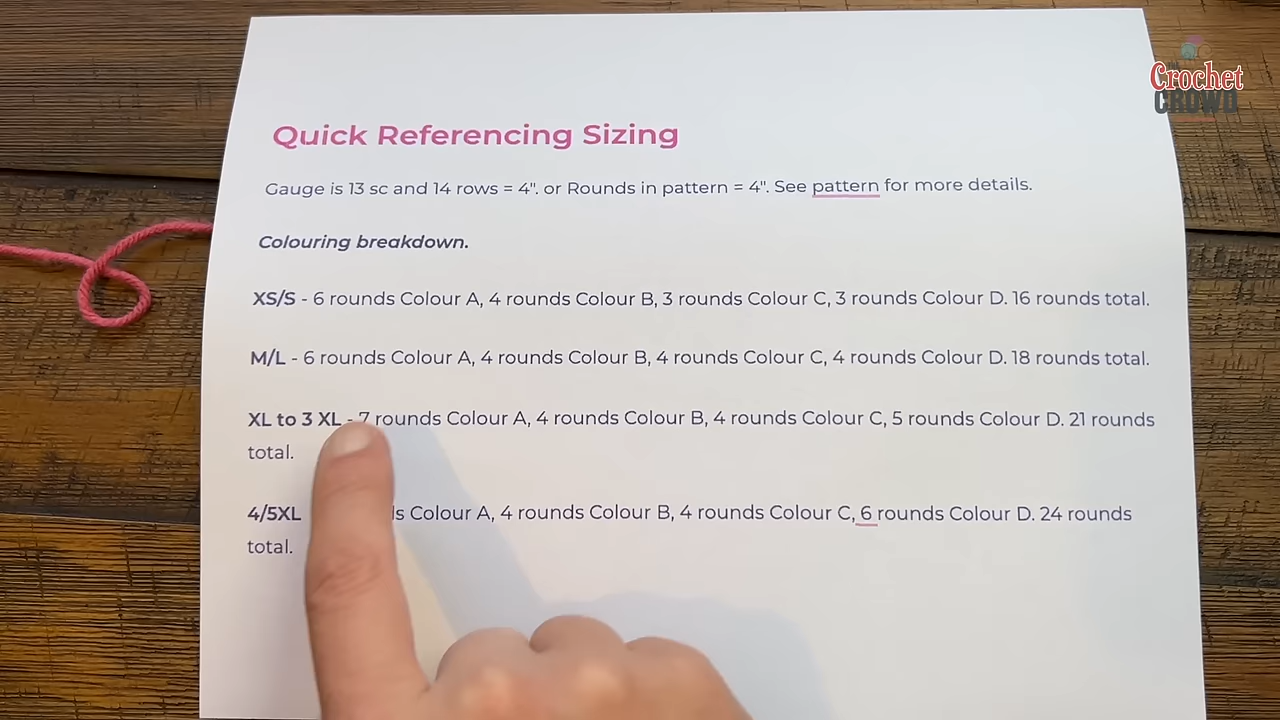 Crochet
CROWD
Quick Referencing Sizing
Gauge is 13 sc and 14 rows = 4". or Rounds in pattern = 4". See pattern for more details.
Colouring breakdown.
XS/S - 6 rounds Colour A, 4 rounds Colour B, 3 rounds Colour C, 3 rounds Colour D. 16 rounds total.
M/L - 6 rounds Colour A, 4 rounds Colour B, 4 rounds Colour C, 4 rounds Colour D. 18 rounds total.
XL to 3 XL - 7 rounds Colour A, 4 rounds Colour B, 4 rounds Colour C, 5 rounds Colour D. 21 rounds
total.
4/5XL Colour A, 4 rounds Colour B, 4 rounds Colour C, 6 rounds Colour D. 24 rounds
total.